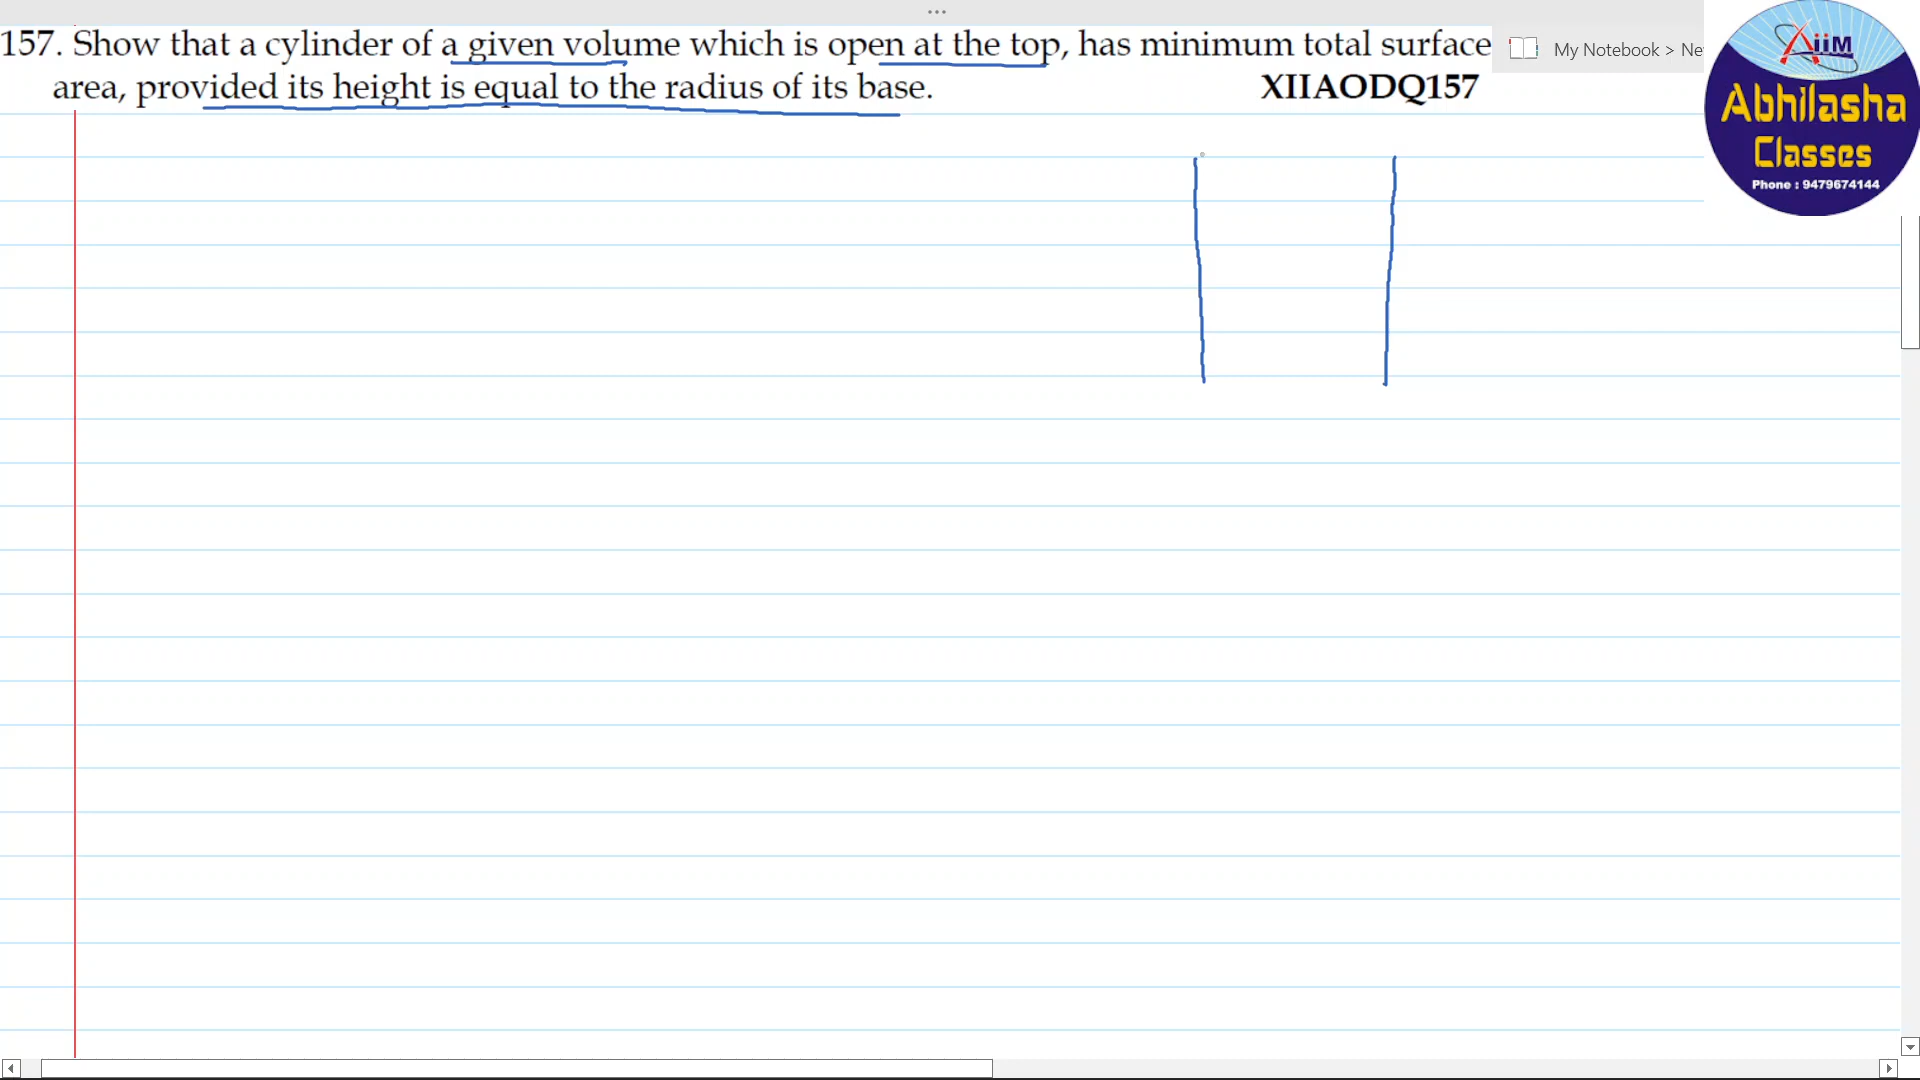 157. Show that a cylinder of a given volume which is open at the top, has minimum total surface
area, provided its height is equal to the radius of its base. XIIAODQ157
My Notebook > Ne
AiiM
Abhilasha
Classes
Phone : 9479674144